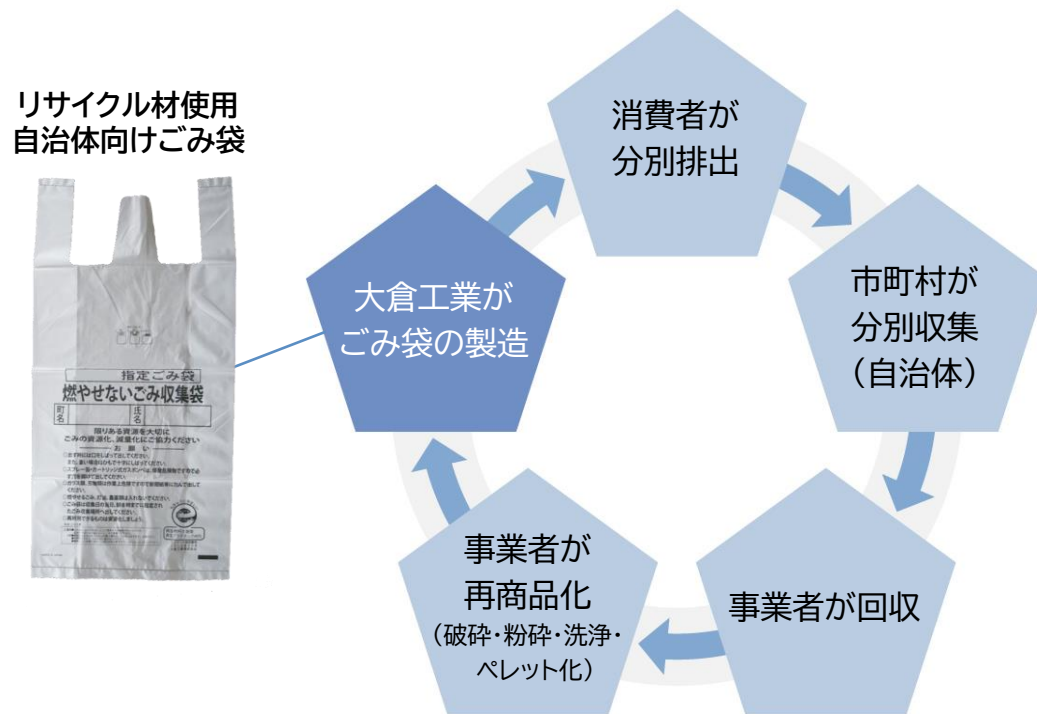 リサイクル材使用
自治体向けごみ袋
消費者が
分別排出
市町村が
分別収集
（自治体）
事業者が回収
事業者が
再商品化
（破砕・粉砕・洗浄・
ペレット化）
大倉工業が
ごみ袋の製造
指定ごみ袋
燃やせないごみ収集袋
町名
氏名
限りある資源を大切に
ごみの資源化、減量化にご協力ください
お願い